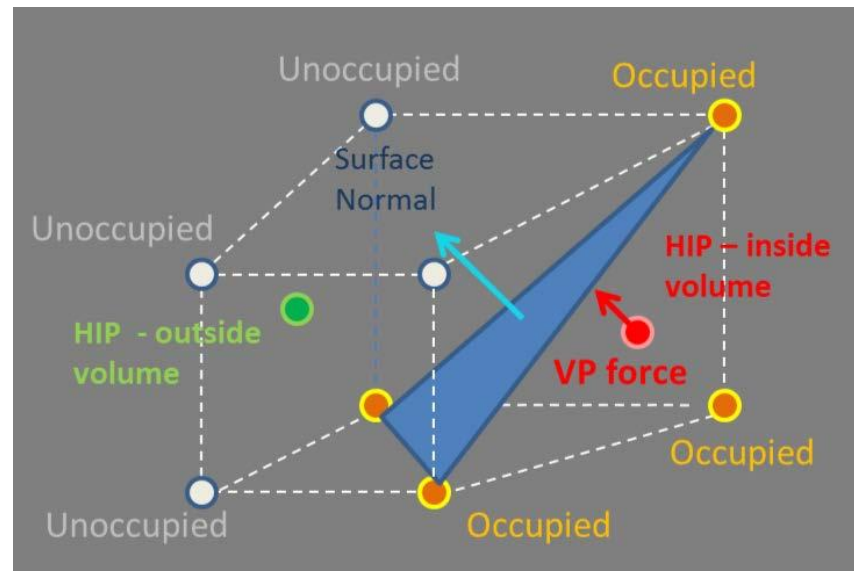 Unoccupied
Occupied
Surface
Normal
Unoccupied
HIP – inside
volume
HIP - outside
volume
VP force
Occupied
Unoccupied
Occupied